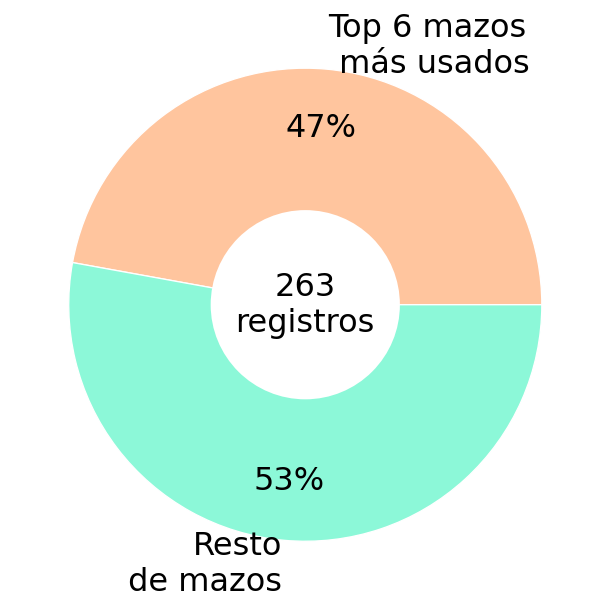 Top 6 mazos
más usados
47%
263
registros
53%
Resto
de mazos